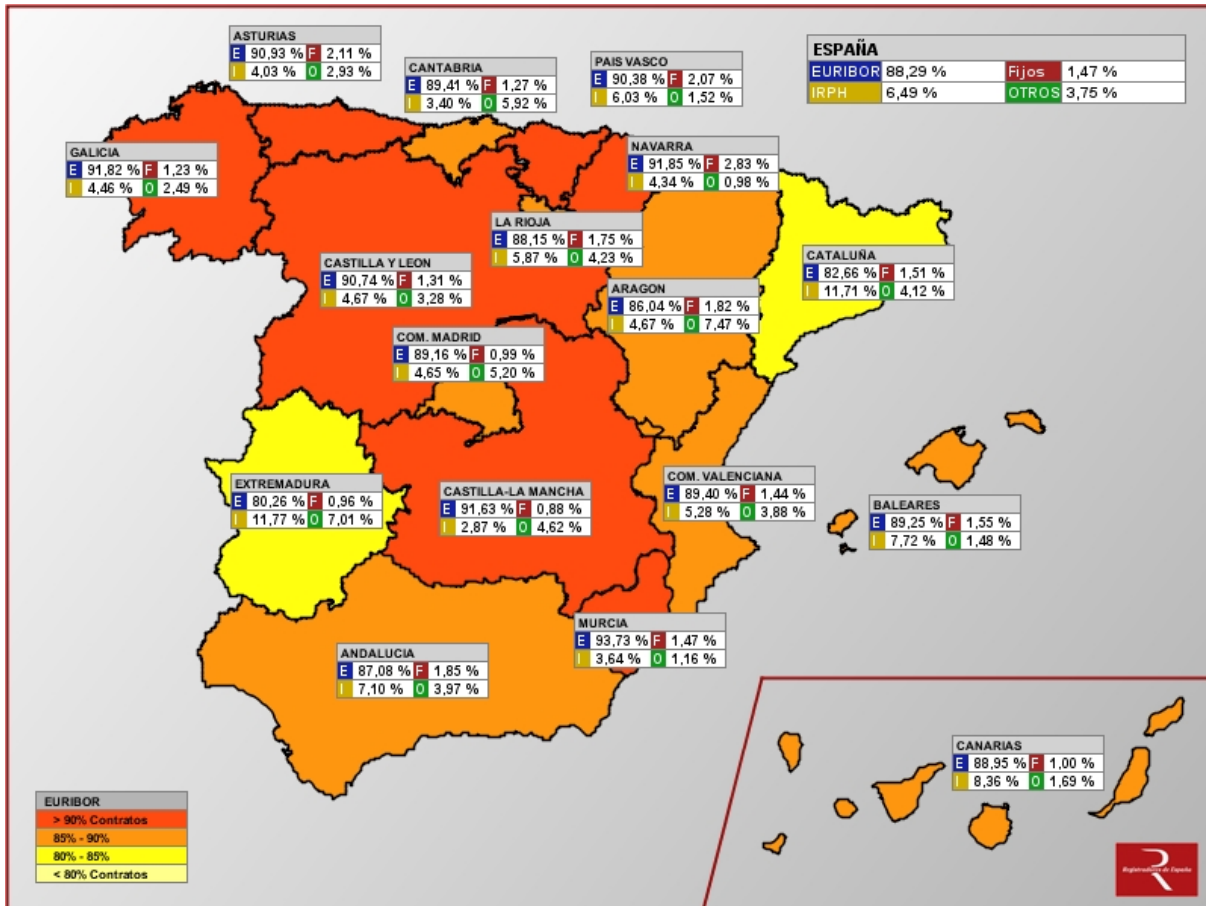 ASTURIAS
E 90,93 % F 2,11 %
I 4,03 % O 2,93 %
CANTABRIA
E 89,41 % F 1,27 %
I 3,40 % O 5,92 %
PAIS VASCO
E 90,38 % F 2,07 %
I 6,03 % O 1,52 %
ESPAÑA
EURIBOR 88,29 % Fijos 1,47 %
IRPH 6,49 % OTROS 3,75 %
GALICIA
E 91,82 % F 1,23 %
I 4,46 % O 2,49 %
NAVARRA
E 91,85 % F 2,83 %
I 4,34 % O 0,98 %
LA RIOJA
E 88,15 % F 1,75 %
I 5,87 % O 4,23 %
CASTILLA Y LEON
E 90,74 % F 1,31 %
I 4,67 % O 3,28 %
CATALUÑA
E 82,66 % F 1,51 %
I 11,71 % O 4,12 %
ARAGON
E 86,04 % F 1,82 %
I 4,67 % O 7,47 %
COM. MADRID
E 89,16 % F 0,99 %
I 4,65 % O 5,20 %
EXTREMADURA
E 80,26 % F 0,96 %
I 11,77 % O 7,01 %
CASTILLA-LA MANCHA
E 91,63 % F 0,88 %
I 2,87 % O 4,62 %
COM. VALENCIANA
E 89,40 % F 1,44 %
I 5,28 % O 3,88 %
BALEARES
E 89,25 % F 1,55 %
I 7,72 % O 1,48 %
MURCIA
E 93,73 % F 1,47 %
I 3,64 % O 1,16 %
ANDALUCIA
E 87,08 % F 1,85 %
I 7,10 % O 3,97 %
CANARIAS
E 88,95 % F 1,00 %
I 8,36 % O 1,69 %
EURIBOR
> 90% Contratos
85% - 90%
80% - 85%
< 80% Contratos
R
Registradores de España